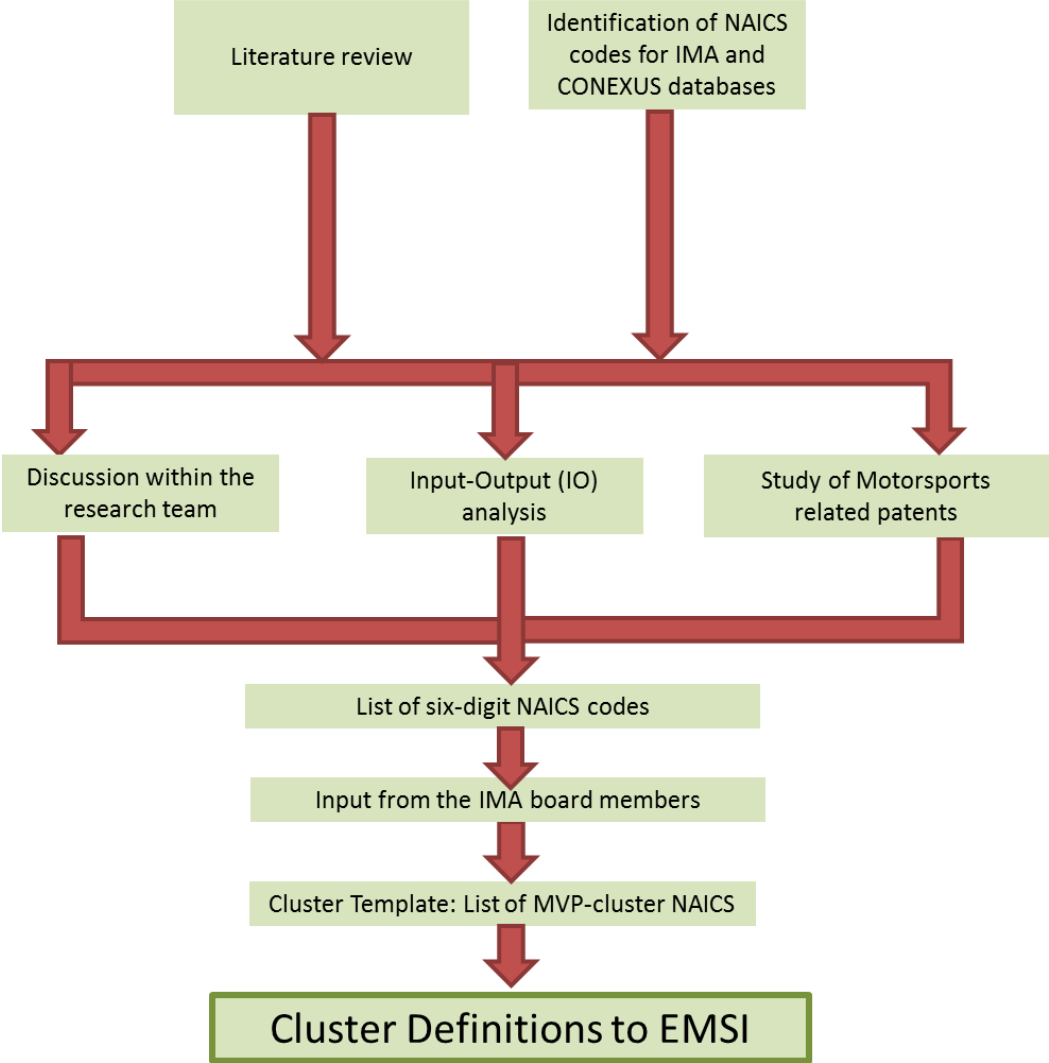 Literature review
Identification of NAICS
codes for IMA and
CONEXUS databases
Discussion within the
research team
Input-Output (IO)
analysis
Study of Motorsports
related patents
List of six-digit NAICS codes
Input from the IMA board members
Cluster Template: List of MVP-cluster NAICS
Cluster Definitions to EMSI